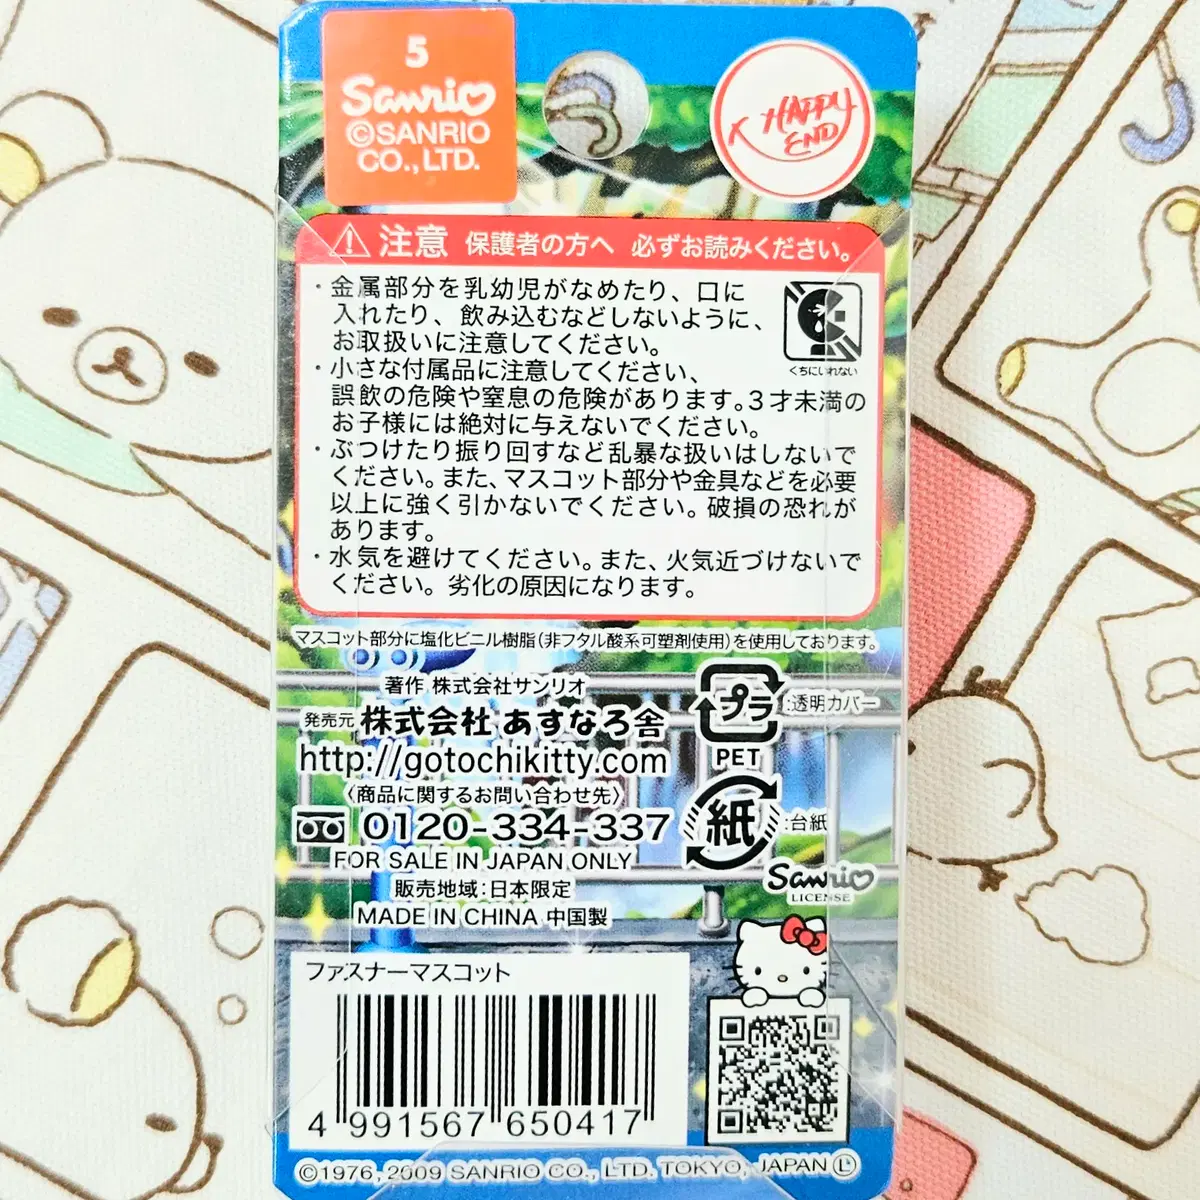 5
Sanrio
©SANRIO
CO.,LTD.
HAPPY
END
注意 保護者の方へ 必ずお読みください。
・金属部分を乳幼児がなめたり、口に
入れたり、飲み込むなどしないように、
お取扱いに注意してください。
・小さな付属品に注意してください、
誤飲の危険や窒息の危険があります。3才未満の
お子様には絶対に与えないでください。
・ぶつけたり振り回すなど乱暴な扱いはしないで
ください。また、マスコット部分や金具などを必要
以上に強く引かないでください。破損の恐れが
あります。
・水気を避けてください。また、火気近づけないで
ください。劣化の原因になります。
くちにいれない
マスコット部分に塩化ビニル樹脂(非フタル酸系可塑剤使用)を使用しております。
著作 株式会社サンリオ
発売元 株式会社 あすなろ舎
http://gotochikitty.com
〈商品に関するお問い合わせ先〉
0120-334-337
FOR SALE IN JAPAN ONLY
販売地域:日本限定
MADE IN CHINA 中国製
プラ :透明カバー
PET
紙 :台紙
Sanrio
LICENSE
ファスナーマスコット
4 991567 650417
©1976, 2009 SANRIO CO., LTD. TOKYO, JAPAN Ⓛ